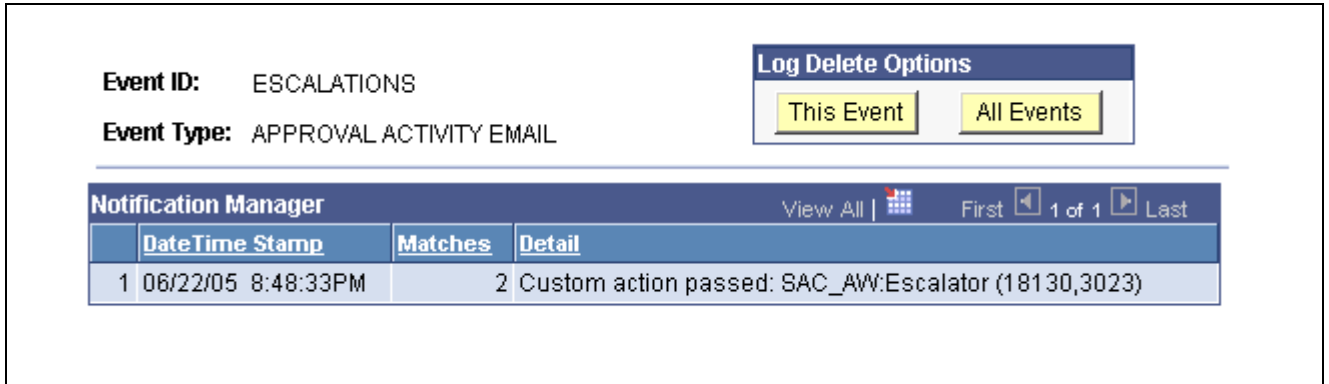 Log Delete Options
Event ID: ESCALATIONS
This Event All Events
Event Type: APPROVAL ACTIVITY EMAIL
Notification Manager View All | First 1 of 1 Last
DateTime Stamp Matches Detail
1 06/22/05 8:48:33PM 2 Custom action passed: SAC_AW:Escalator (18130,3023)